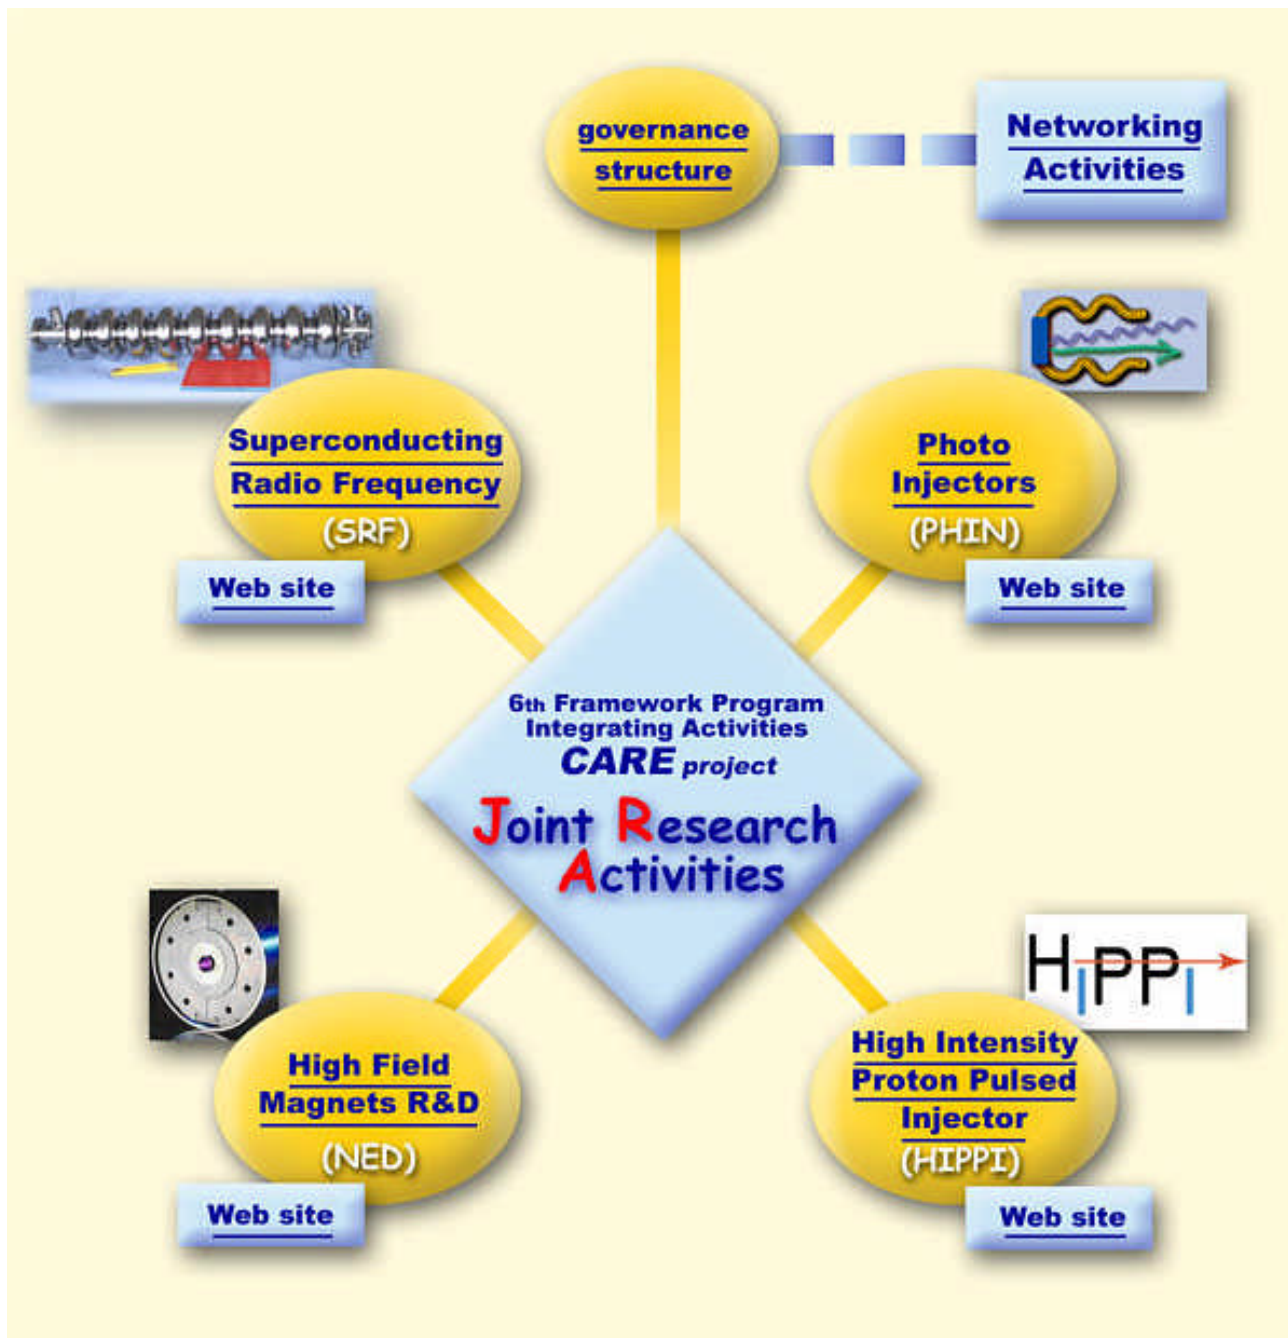 governance
structure
Networking
Activities
Superconducting
Radio Frequency
(SRF)
Web site
Photo
Injectors
(PHIN)
Web site
6th Framework Program
Integrating Activities
CARE project
Joint Research
Activities
High Field
Magnets R&D
(NED)
Web site
HIPPI
High Intensity
Proton Pulsed
Injector
(HIPPI)
Web site